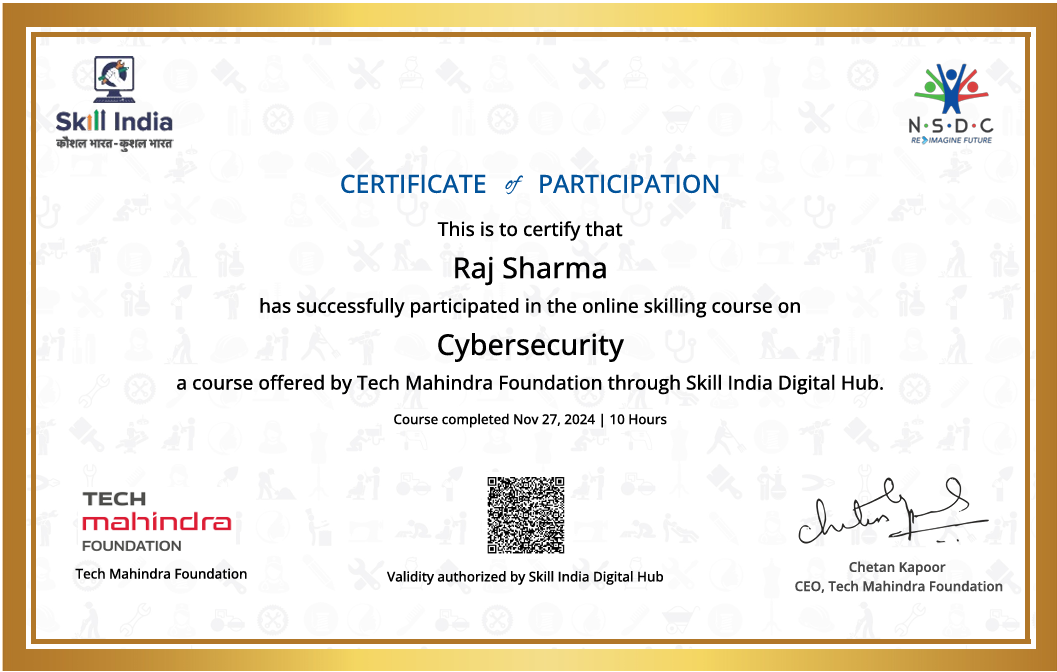 Skill India
कौशल भारत-कुशल भारत
N·S·D·C
RE IMAGINE FUTURE
CERTIFICATE of PARTICIPATION
This is to certify that
Raj Sharma
has successfully participated in the online skilling course on
Cybersecurity
a course offered by Tech Mahindra Foundation through Skill India Digital Hub.
Course completed Nov 27, 2024 | 10 Hours
TECH
mahindra
FOUNDATION
Tech Mahindra Foundation
Validity authorized by Skill India Digital Hub
Chetan Kapoor
CEO, Tech Mahindra Foundation